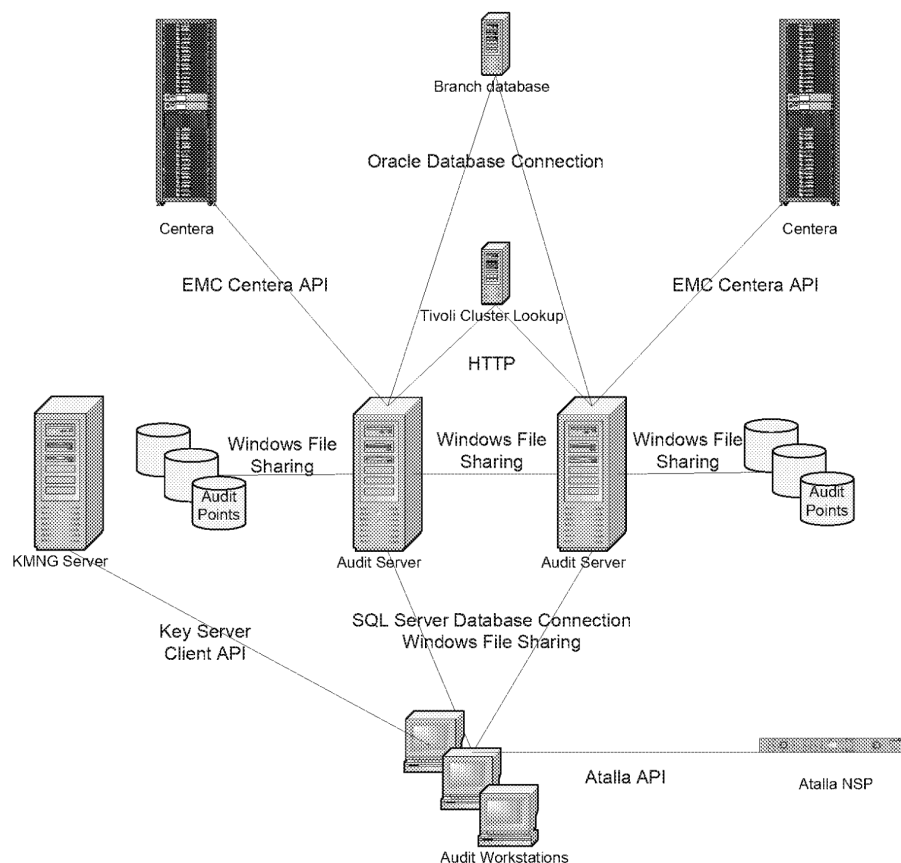 Branch database
Oracle Database Connection
Centera
Centera
EMC Centera API
EMC Centera API
Tivoli Cluster Lookup
HTTP
Windows File
Sharing
Windows File
Sharing
Windows File
Sharing
Audit
Points
Audit
Points
KMNG Server
Audit Server
Audit Server
SQL Server Database Connection
Windows File Sharing
Key Server
Client API
Atalla API
Atalla NSP
Audit Workstations